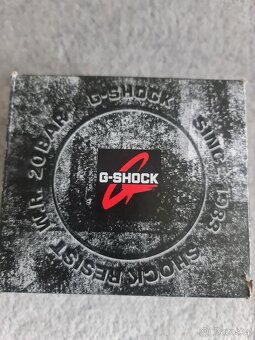 G-SHOCK
SINCE 1983
SHOCK RESIST
W.R. 20BAR
G-SHOCK